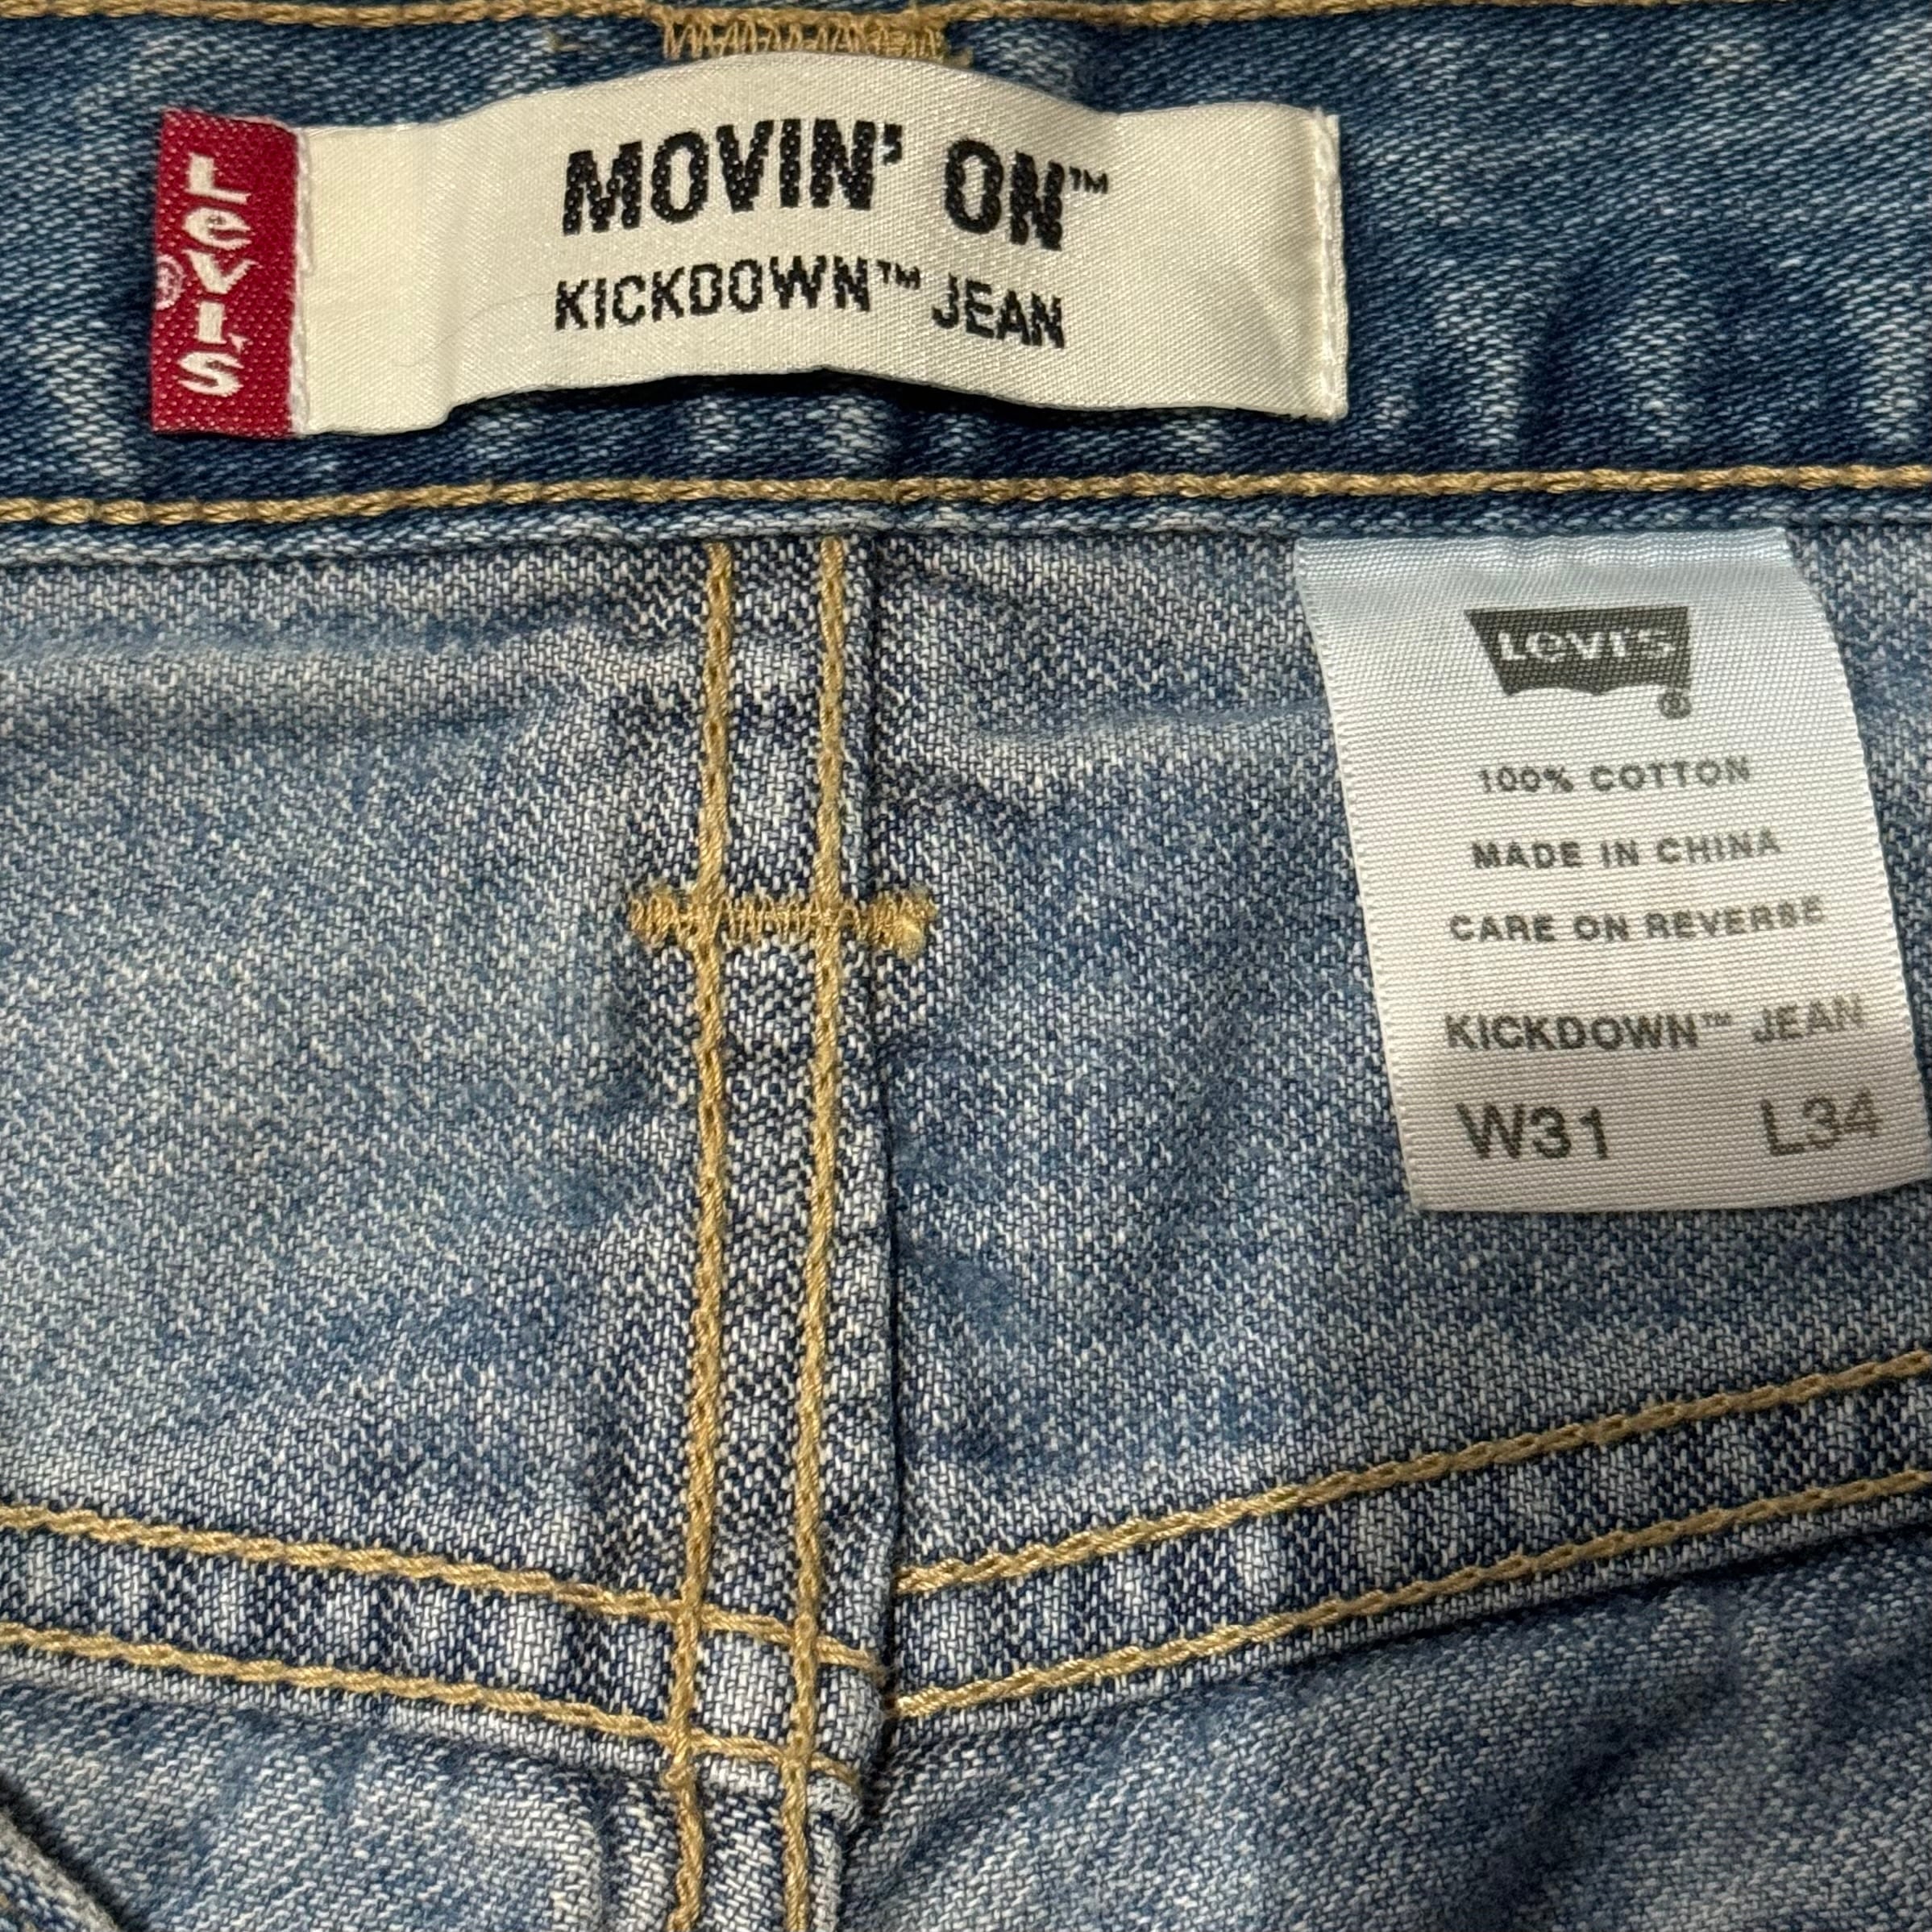 LEVI'S
®
MOVIN' ON™
KICKDOWN™ JEAN
LEVI'S
®
100% COTTON
MADE IN CHINA
CARE ON REVERSE
KICKDOWN™ JEAN
W31 L34